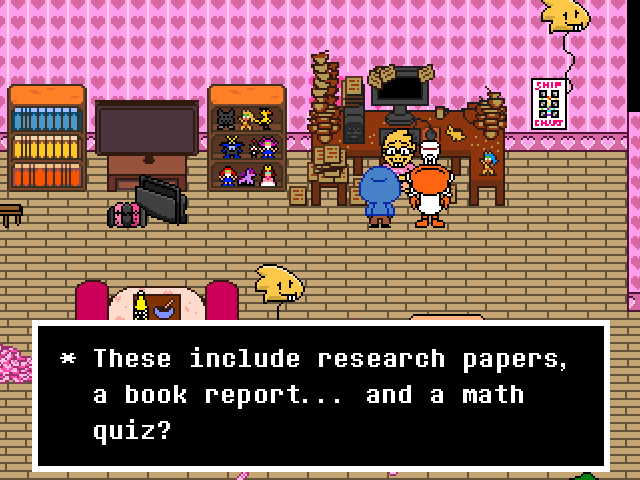 SHIP
CHART
* These include research papers,
a book report... and a math
quiz?